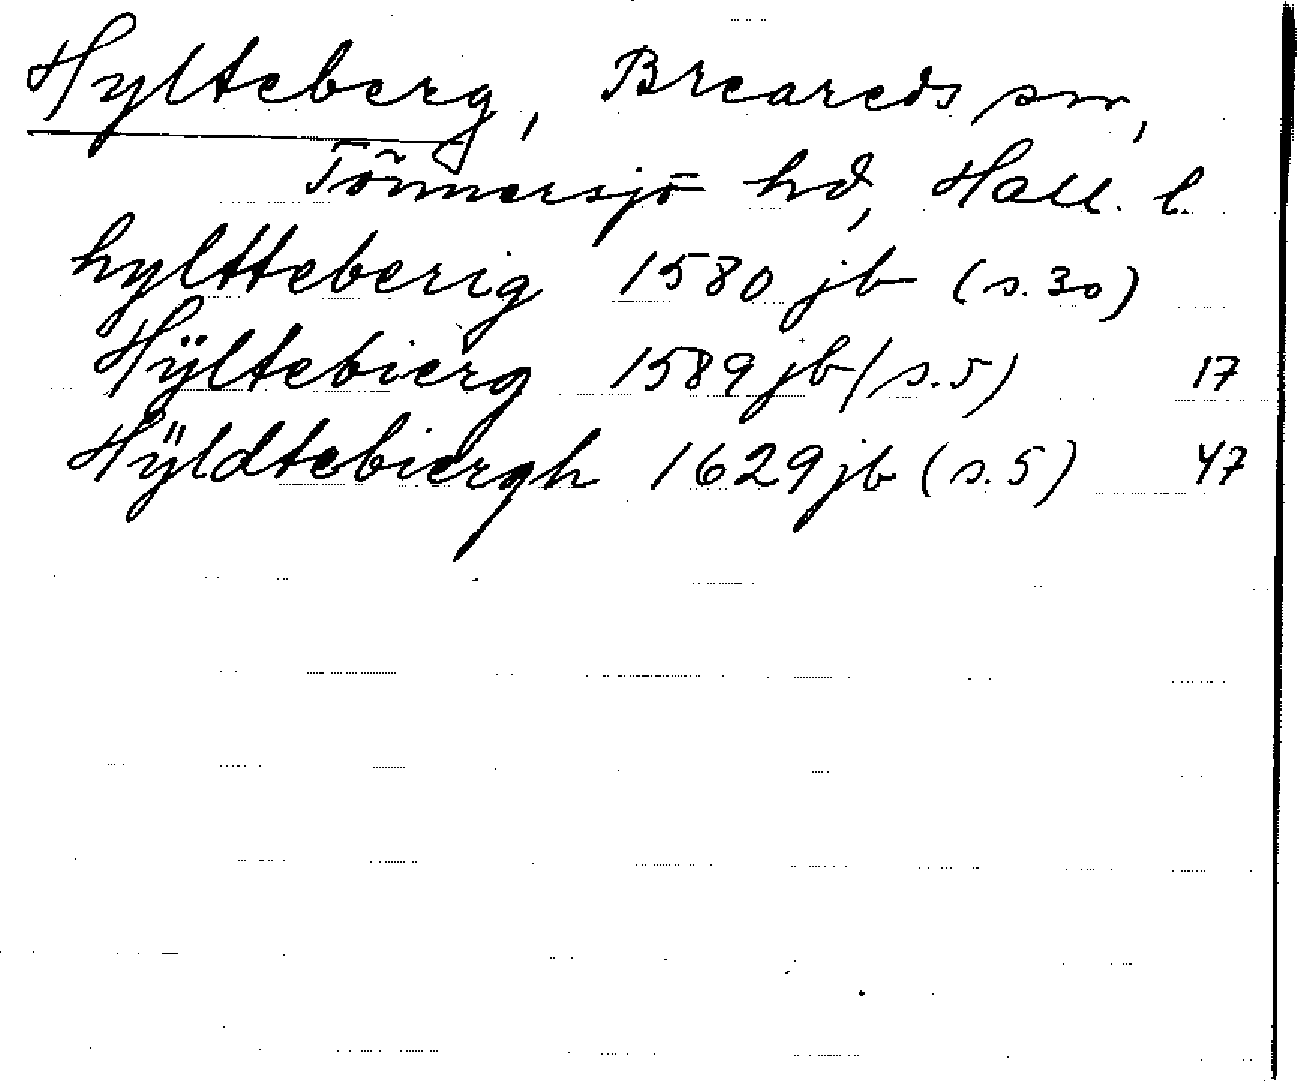 Hylteberg, Breareds sn,
Tönnersjö hd, Hall. l.
hyltteberig 1580 jb (s. 30)
Hÿltebierg 1589 jb (s. 5) 17
Hÿldtebiergh 1629 jb (s. 5) 47